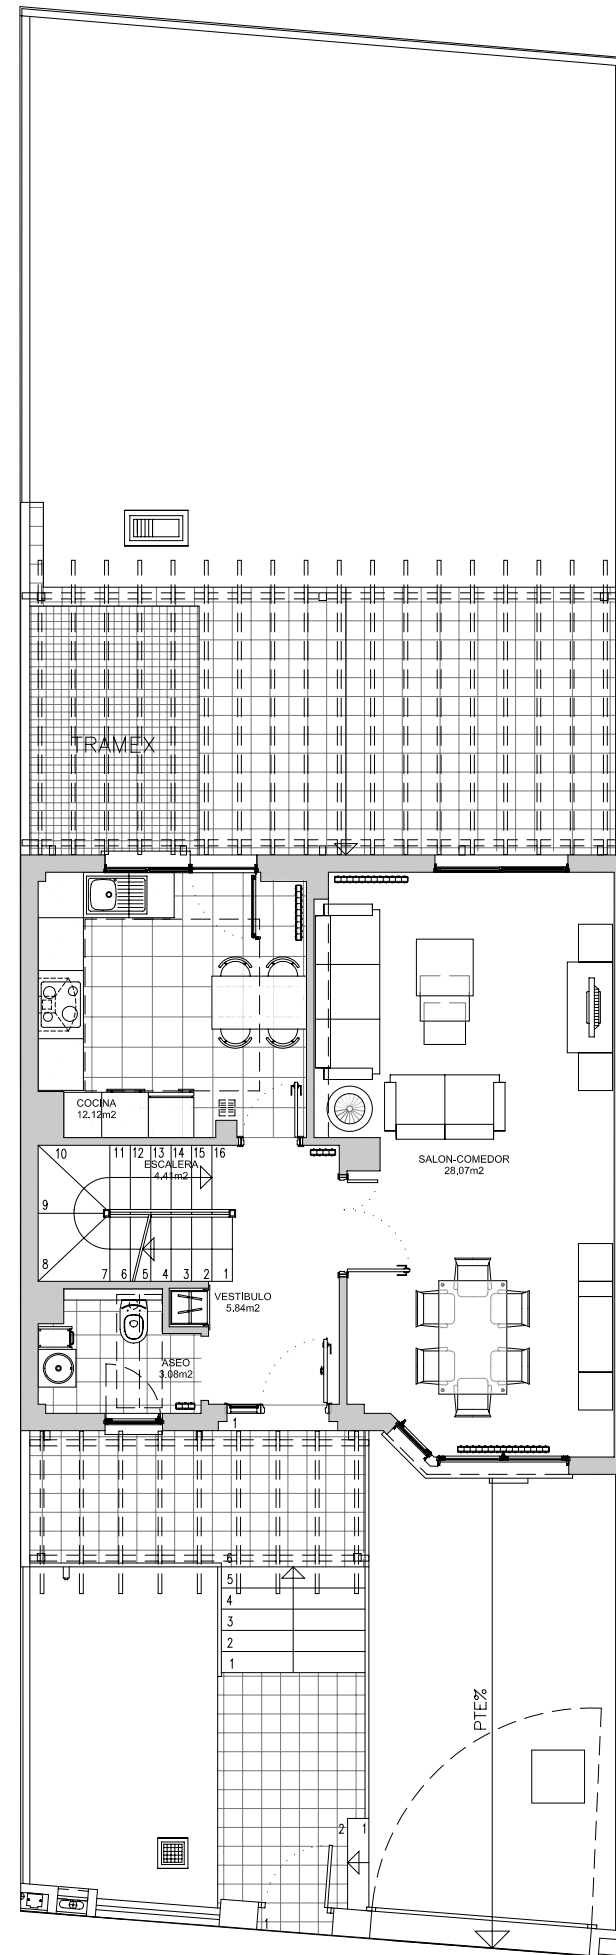 TRAMEX
COCINA
12.12m2
SALON-COMEDOR
28,07m2
10
11
12
13
14
15
16
ESCALERA
4,41m2
9
8
7
6
5
4
3
2
1
VESTÍBULO
5.84m2
ASEO
3.08m2
1
6
5
4
3
2
1
PTE%
2
1
1